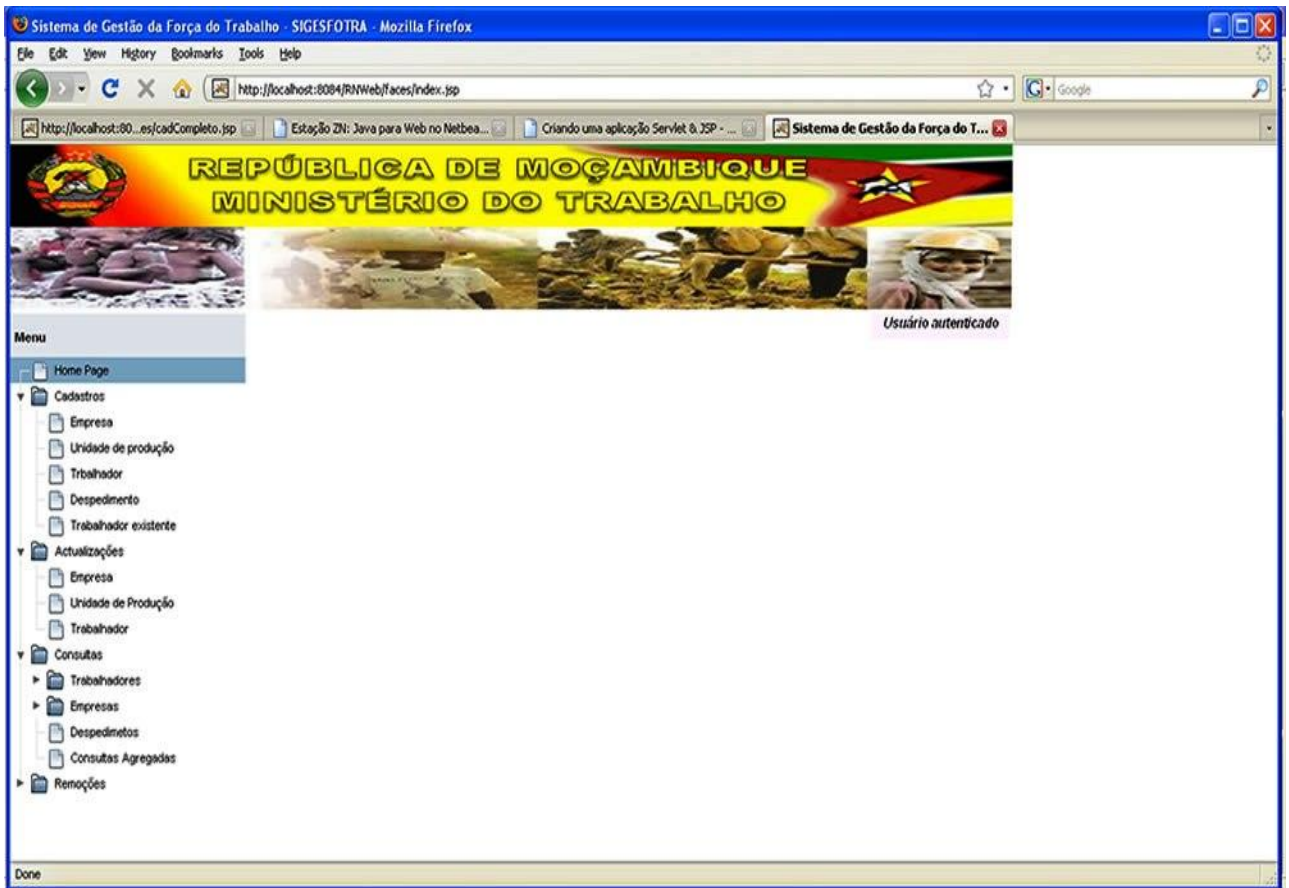 Sistema de Gestão da Força do Trabalho - SIGESFOTRA - Mozilla Firefox
File Edit View History Bookmarks Tools Help
http://localhost:8084/RNWeb/faces/index.jsp
Google
http://localhost:80...es/cadCompleto.jsp
Estação ZN: Java para Web no Netbea...
Criando uma aplicação Servlet & JSP - ...
Sistema de Gestão da Força do T...
REPÚBLICA DE MOÇAMBIQUE
MINISTÉRIO DO TRABALHO
Usuário autenticado
Menu
Home Page
Cadastros
Empresa
Unidade de produção
Trbalhador
Despedimento
Trabalhador existente
Actualizações
Empresa
Unidade de Produção
Trabalhador
Consultas
Trabalhadores
Empresas
Despedimetos
Consultas Agregadas
Remoções
Done